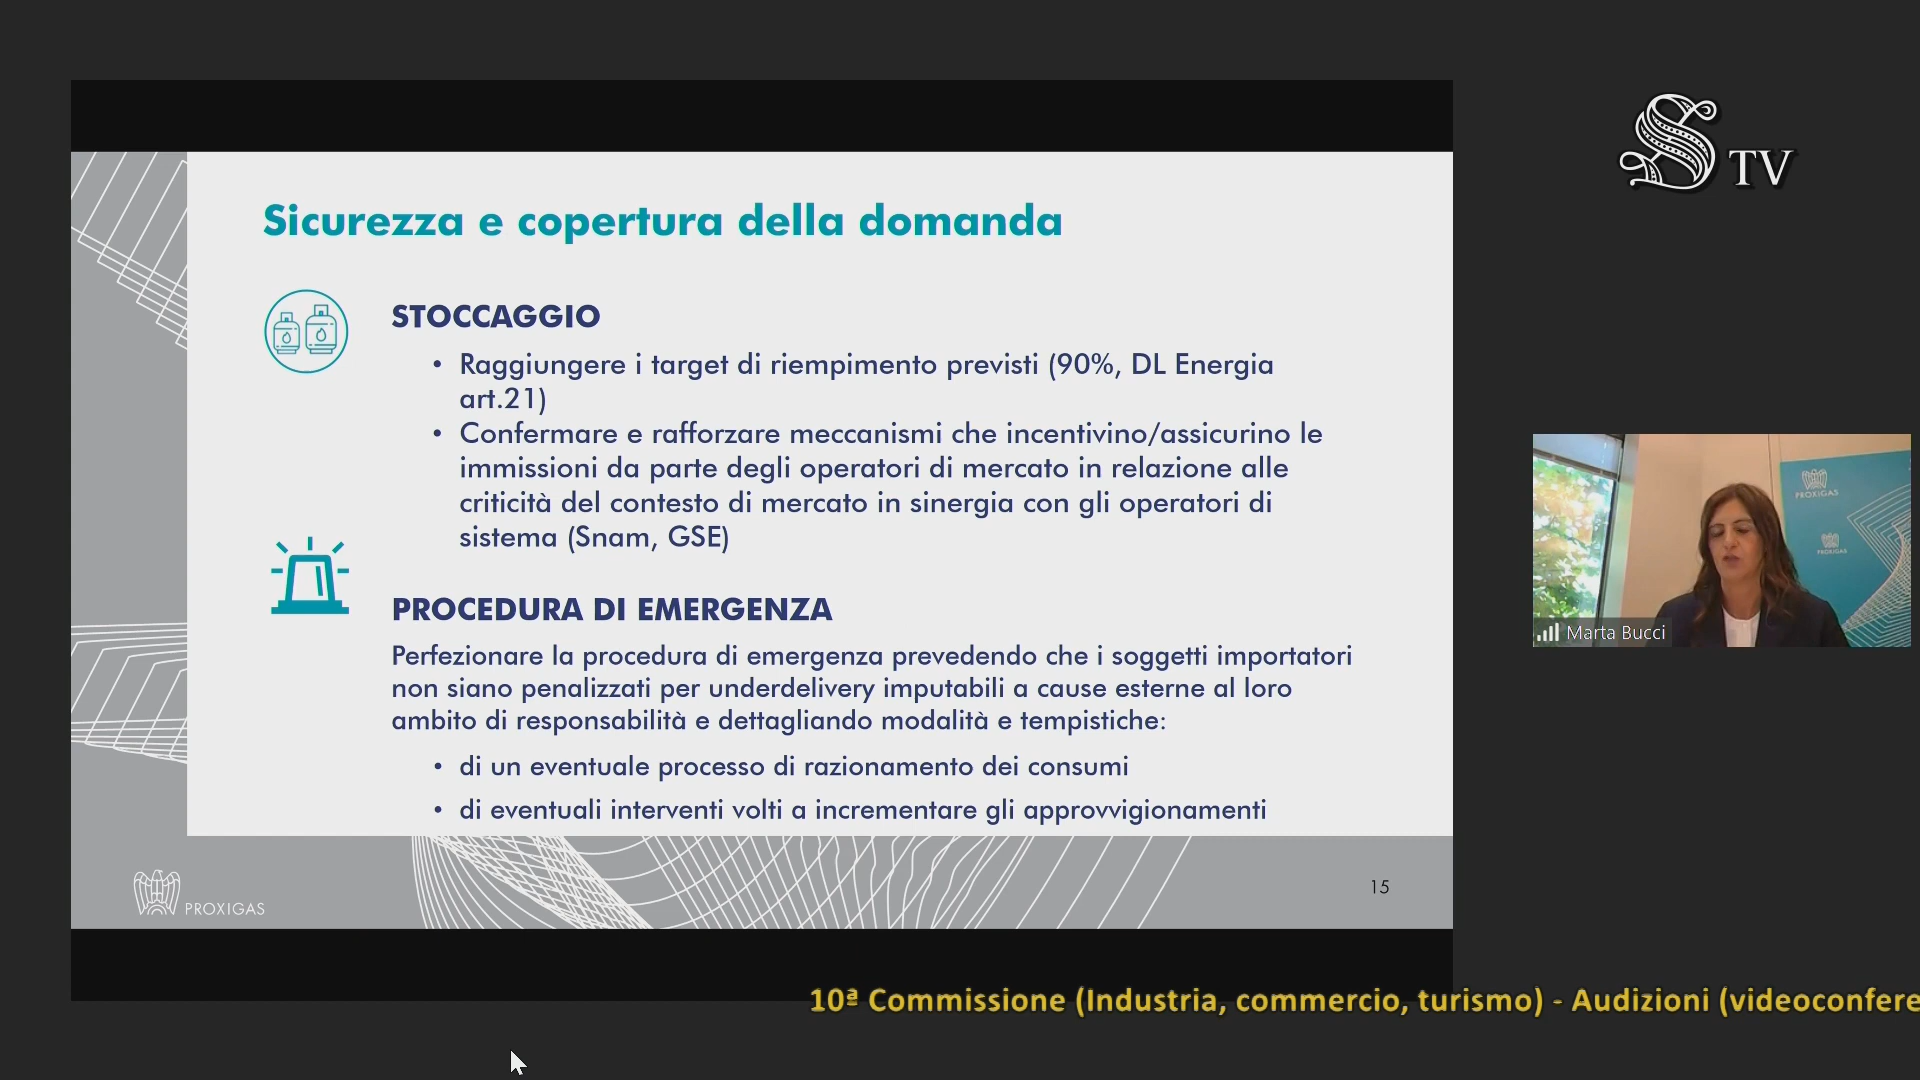 S TV
Sicurezza e copertura della domanda
STOCCAGGIO
• Raggiungere i target di riempimento previsti (90%, DL Energia
art.21)
• Confermare e rafforzare meccanismi che incentivino/assicurino le
immissioni da parte degli operatori di mercato in relazione alle
criticità del contesto di mercato in sinergia con gli operatori di
sistema (Snam, GSE)
PROCEDURA DI EMERGENZA
Perfezionare la procedura di emergenza prevedendo che i soggetti importatori
non siano penalizzati per underdelivery imputabili a cause esterne al loro
ambito di responsabilità e dettagliando modalità e tempistiche:
• di un eventuale processo di razionamento dei consumi
• di eventuali interventi volti a incrementare gli approvvigionamenti
PROXIGAS
15
PROXIGAS
PROXIGAS
Marta Bucci
10ª Commissione (Industria, commercio, turismo) - Audizioni (videoconfere